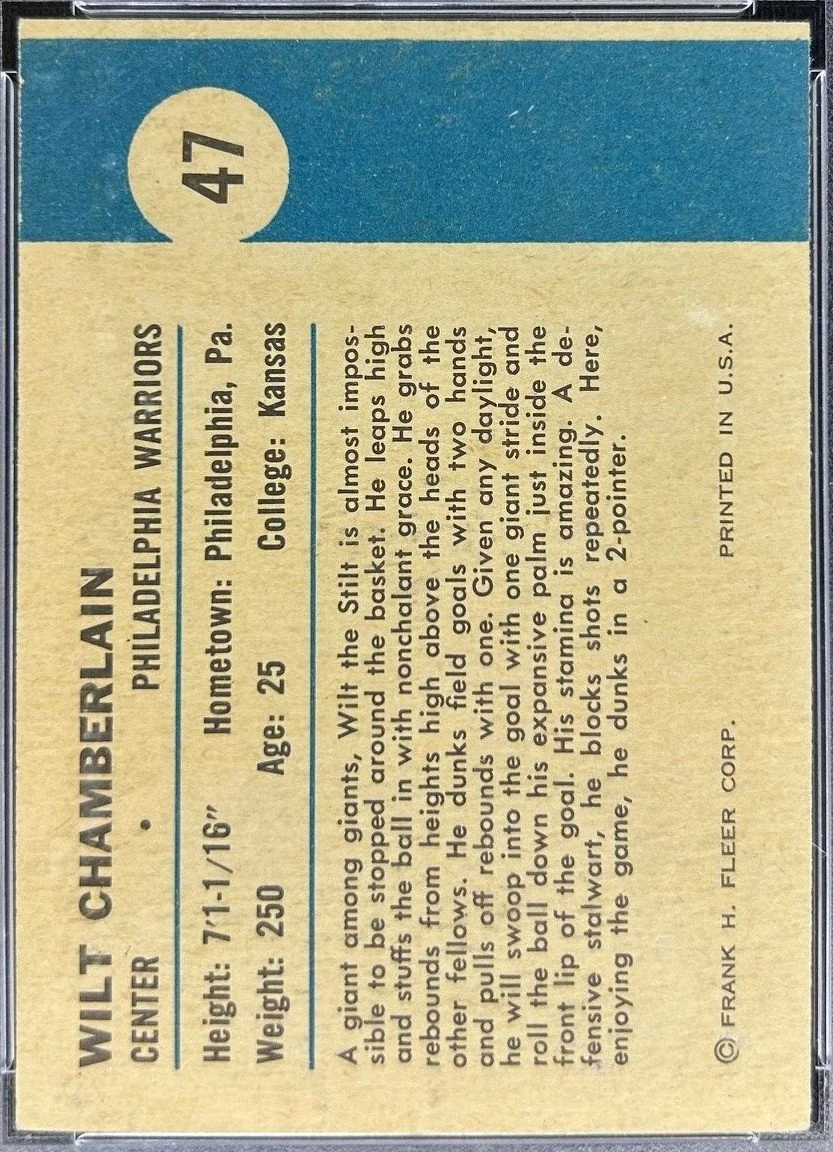 WILT CHAMBERLAIN
CENTER • PHILADELPHIA WARRIORS
Height: 7'1-1/16" Hometown: Philadelphia, Pa.
Weight: 250 Age: 25 College: Kansas
A giant among giants, Wilt the Stilt is almost impos-
sible to be stopped around the basket. He leaps high
and stuffs the ball in with nonchalant grace. He grabs
rebounds from heights high above the heads of the
other fellows. He dunks field goals with two hands
and pulls off rebounds with one. Given any daylight,
he will swoop into the goal with one giant stride and
roll the ball down his expansive palm just inside the
front lip of the goal. His stamina is amazing. A de-
fensive stalwart, he blocks shots repeatedly. Here,
enjoying the game, he dunks in a 2-pointer.
© FRANK H. FLEER CORP. PRINTED IN U.S.A.
47